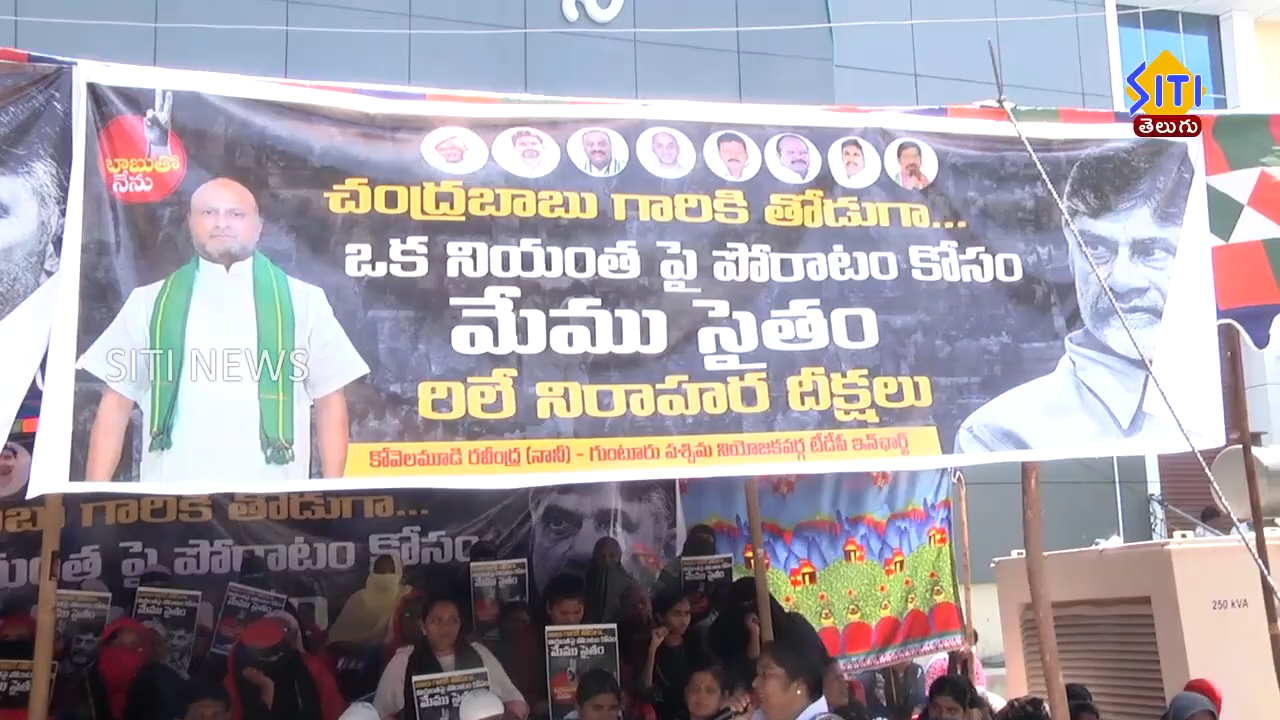 SITI
తెలుగు
బాబుతో
నేను
చంద్రబాబు గారికి తోడుగా...
ఒక నియంత పై పోరాటం కోసం
మేము సైతం
రిలే నిరాహార దీక్షలు
కోవెలమూడి రవీంద్ర (నానీ) - గుంటూరు పశ్చిమ నియోజకవర్గ టీడీపీ ఇన్‌ఛార్జ్
SITI NEWS
గారికి తోడుగా...
పై పోరాటం కోసం
250 kVA
మేము సైతం
మేము సైతం
మేము సైతం
మేము సైతం